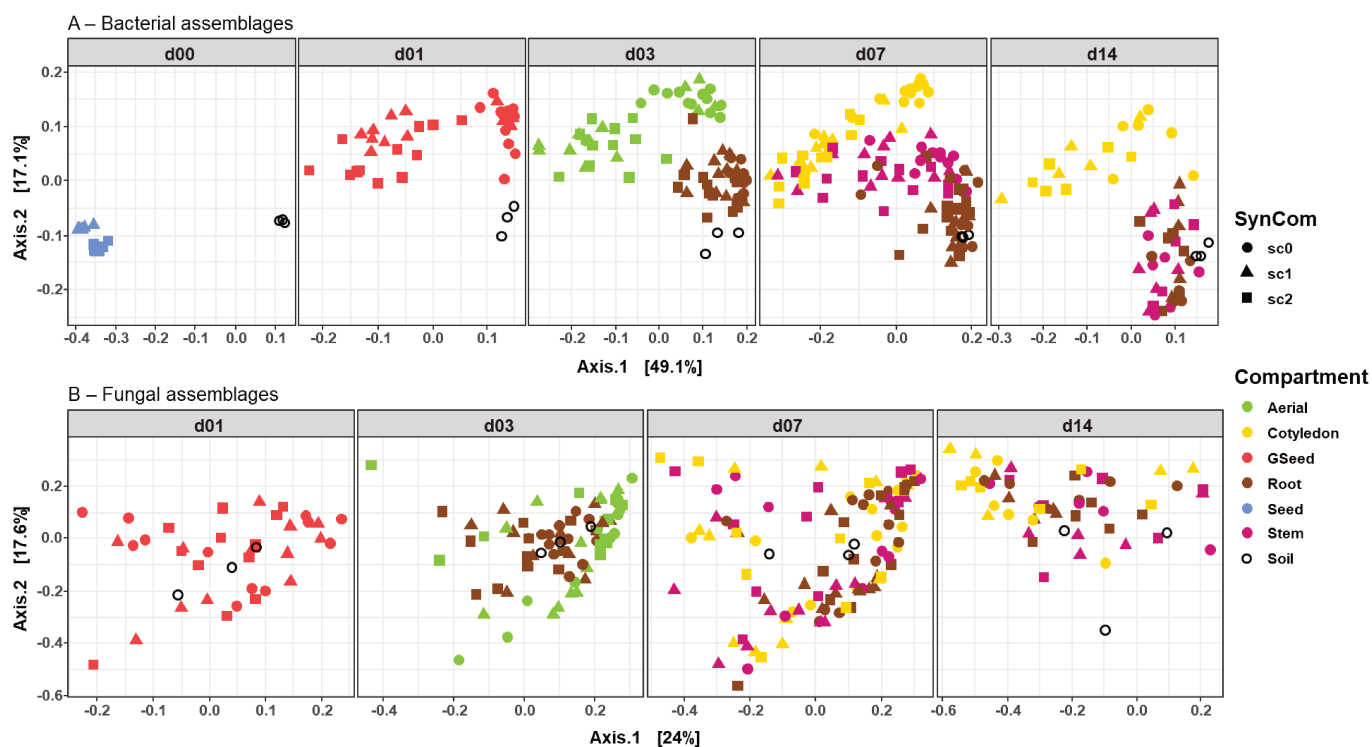 A – Bacterial assemblages
d00 d01 d03 d07 d14
0.2
0.1
0.0
-0.1
-0.2
Axis.2 [17.1%]
-0.4 -0.3 -0.2 -0.1 0.0 0.1 -0.2 -0.1 0.0 0.1 -0.2 -0.1 0.0 0.1 0.2 -0.2 0.0 0.2 -0.3 -0.2 -0.1 0.0 0.1 0.2
Axis.1 [49.1%]
SynCom
sc0
sc1
sc2
B – Fungal assemblages
d01 d03 d07 d14
0.2
0.0
-0.2
-0.4
-0.6
Axis.2 [17.6%]
-0.2 -0.1 0.0 0.1 0.2 -0.4 -0.2 0.0 0.2 -0.4 -0.2 0.0 0.2 -0.6 -0.4 -0.2 0.0 0.2
Axis.1 [24%]
Compartment
Aerial
Cotyledon
GSeed
Root
Seed
Stem
Soil